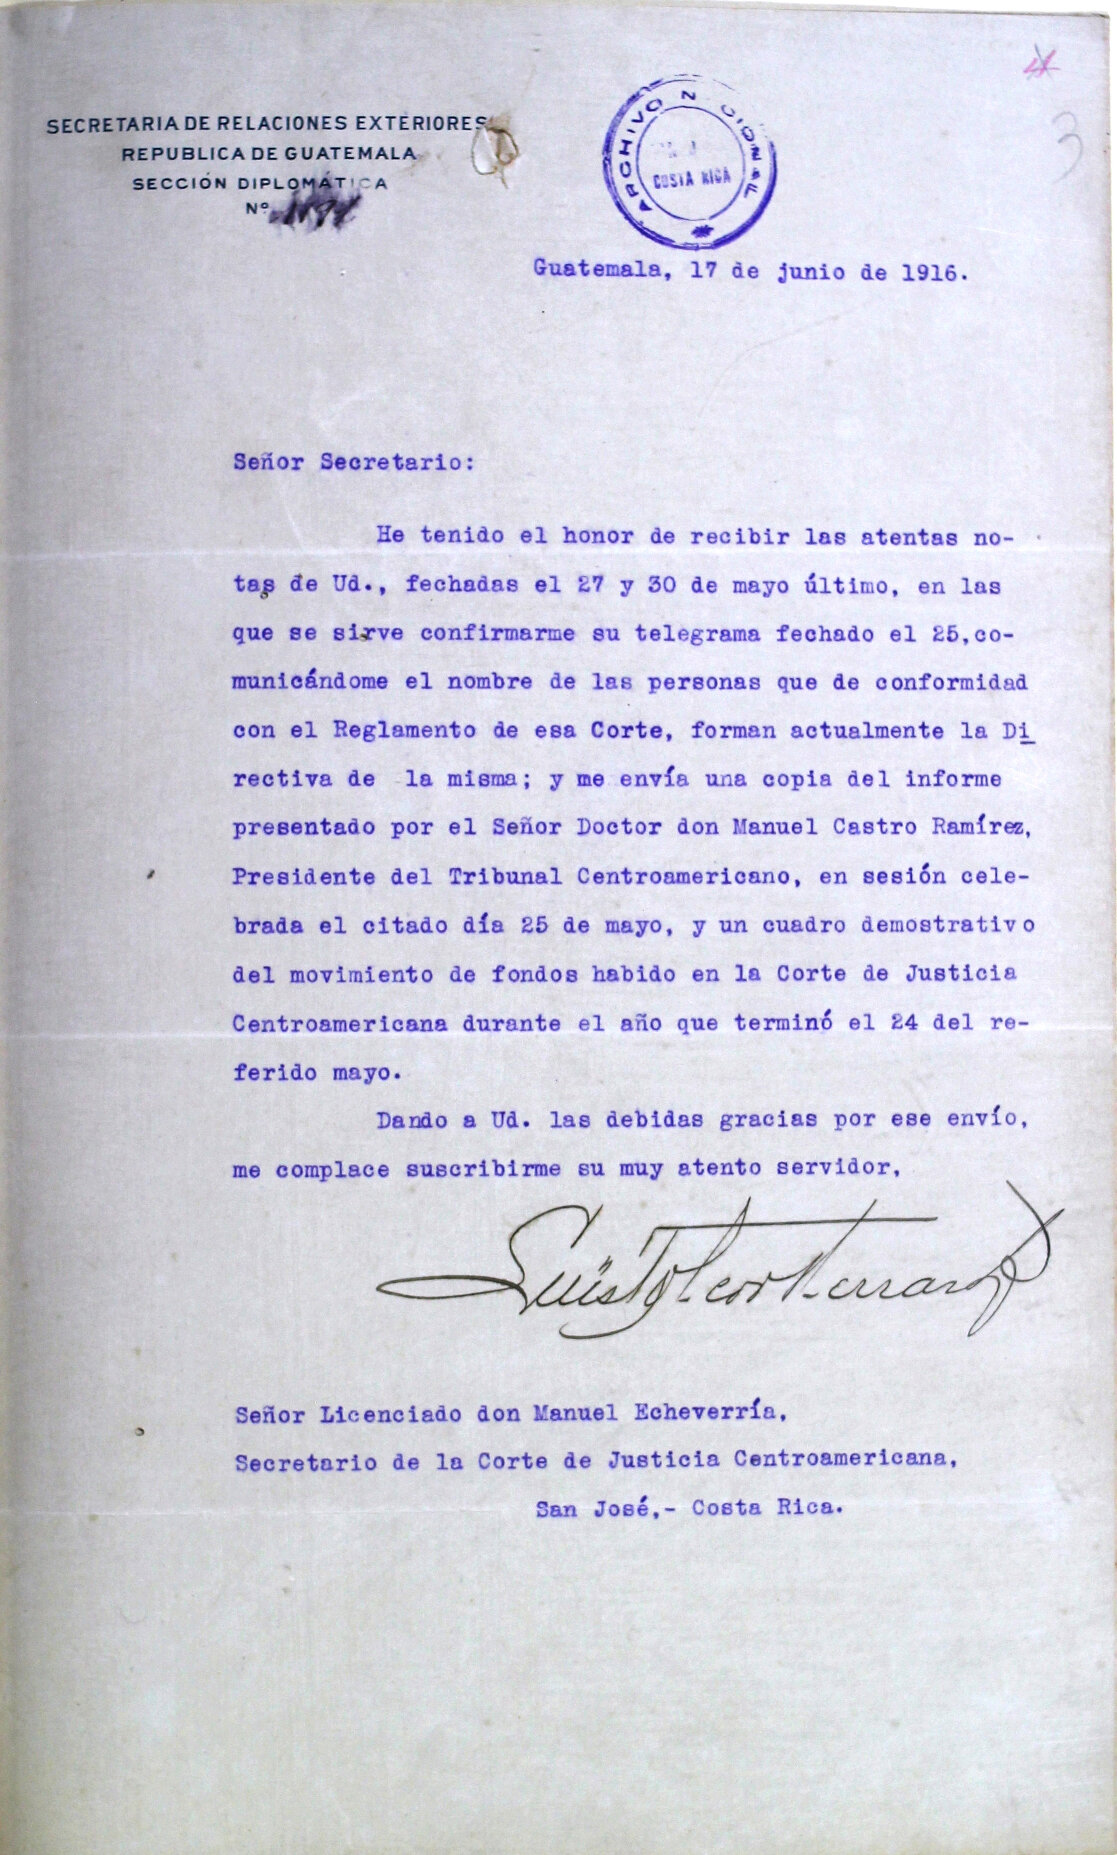 4
3
SECRETARIA DE RELACIONES EXTERIORES
REPUBLICA DE GUATEMALA
SECCIÓN DIPLOMÁTICA
Nº
ARCHIVO N CIONAL
COSTA RICA
Guatemala, 17 de junio de 1916.
Señor Secretario:
He tenido el honor de recibir las atentas no-
tas de Ud., fechadas el 27 y 30 de mayo último, en las
que se sirve confirmarme su telegrama fechado el 25,co-
municándome el nombre de las personas que de conformidad
con el Reglamento de esa Corte, forman actualmente la Di
rectiva de la misma; y me envía una copia del informe
presentado por el Señor Doctor don Manuel Castro Ramírez,
Presidente del Tribunal Centroamericano, en sesión cele-
brada el citado día 25 de mayo, y un cuadro demostrativo
del movimiento de fondos habido en la Corte de Justicia
Centroamericana durante el año que terminó el 24 del re-
ferido mayo.
Dando a Ud. las debidas gracias por ese envío,
me complace suscribirme su muy atento servidor,
Luis Toledo Herrarte
Señor Licenciado don Manuel Echeverría,
Secretario de la Corte de Justicia Centroamericana,
San José,- Costa Rica.